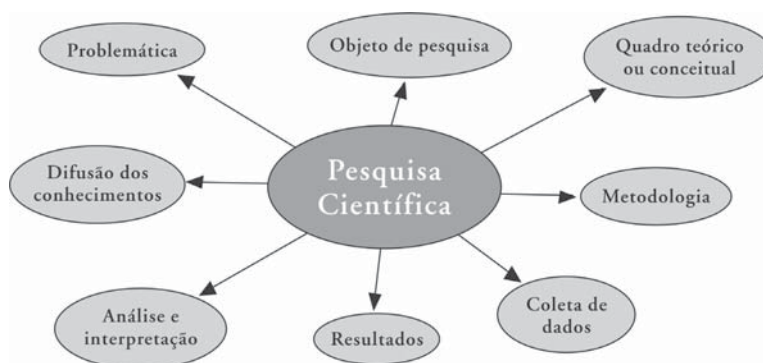 Problemática
Objeto de pesquisa
Quadro teórico
ou conceitual
Difusão dos
conhecimentos
Pesquisa
Científica
Metodologia
Análise e
interpretação
Resultados
Coleta de
dados